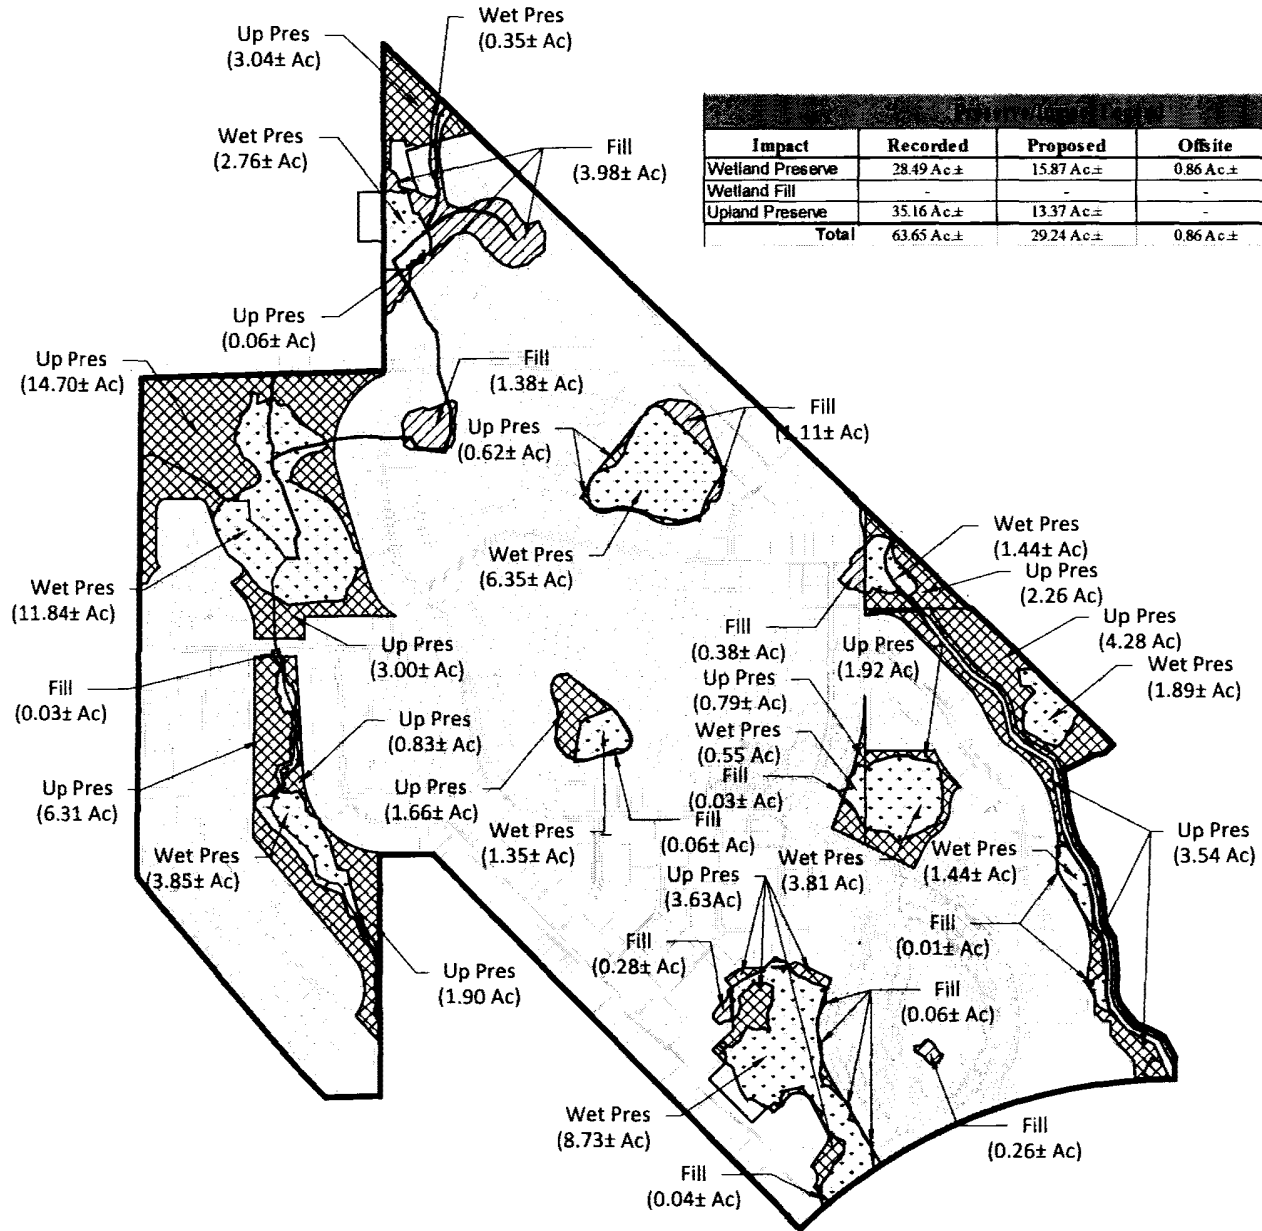 Wet Pres
(0.35± Ac)
Up Pres
(3.04± Ac)
Wet Pres
(2.76± Ac)
Fill
(3.98± Ac)
Impact Recorded Proposed Offsite
Wetland Preserve 28.49 Ac± 15.87 Ac± 0.86 Ac±
Wetland Fill - - -
Upland Preserve 35.16 Ac± 13.37 Ac± -
Total 63.65 Ac± 29.24 Ac± 0.86 Ac±
Up Pres
(0.06± Ac)
Up Pres
(14.70± Ac)
Fill
(1.38± Ac)
Up Pres
(0.62± Ac)
Fill
(1.11± Ac)
Wet Pres
(6.35± Ac)
Wet Pres
(1.44± Ac)
Up Pres
(2.26 Ac)
Wet Pres
(11.84± Ac)
Up Pres
(3.00± Ac)
Fill
(0.38± Ac)
Up Pres
(1.92 Ac)
Up Pres
(4.28 Ac)
Wet Pres
(1.89± Ac)
Fill
(0.03± Ac)
Up Pres
(0.83± Ac)
Up Pres
(0.79± Ac)
Wet Pres
(0.55 Ac)
Fill
(0.03± Ac)
Up Pres
(6.31 Ac)
Up Pres
(1.66± Ac)
Wet Pres
(1.35± Ac)
Fill
(0.06± Ac)
Wet Pres
(3.85± Ac)
Wet Pres
(3.81 Ac)
Wet Pres
(1.44± Ac)
Up Pres
(3.54 Ac)
Up Pres
(3.63Ac)
Fill
(0.28± Ac)
Fill
(0.01± Ac)
Up Pres
(1.90 Ac)
Fill
(0.06± Ac)
Wet Pres
(8.73± Ac)
Fill
(0.26± Ac)
Fill
(0.04± Ac)